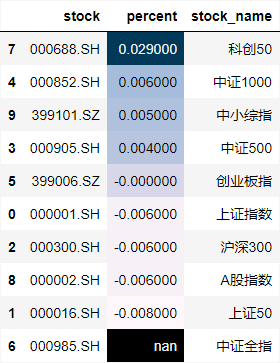 stock percent stock_name
7 000688.SH 0.029000 科创50
4 000852.SH 0.006000 中证1000
9 399101.SZ 0.005000 中小综指
3 000905.SH 0.004000 中证500
5 399006.SZ -0.000000 创业板指
0 000001.SH -0.006000 上证指数
2 000300.SH -0.006000 沪深300
8 000002.SH -0.006000 A股指数
1 000016.SH -0.008000 上证50
6 000985.SH nan 中证全指